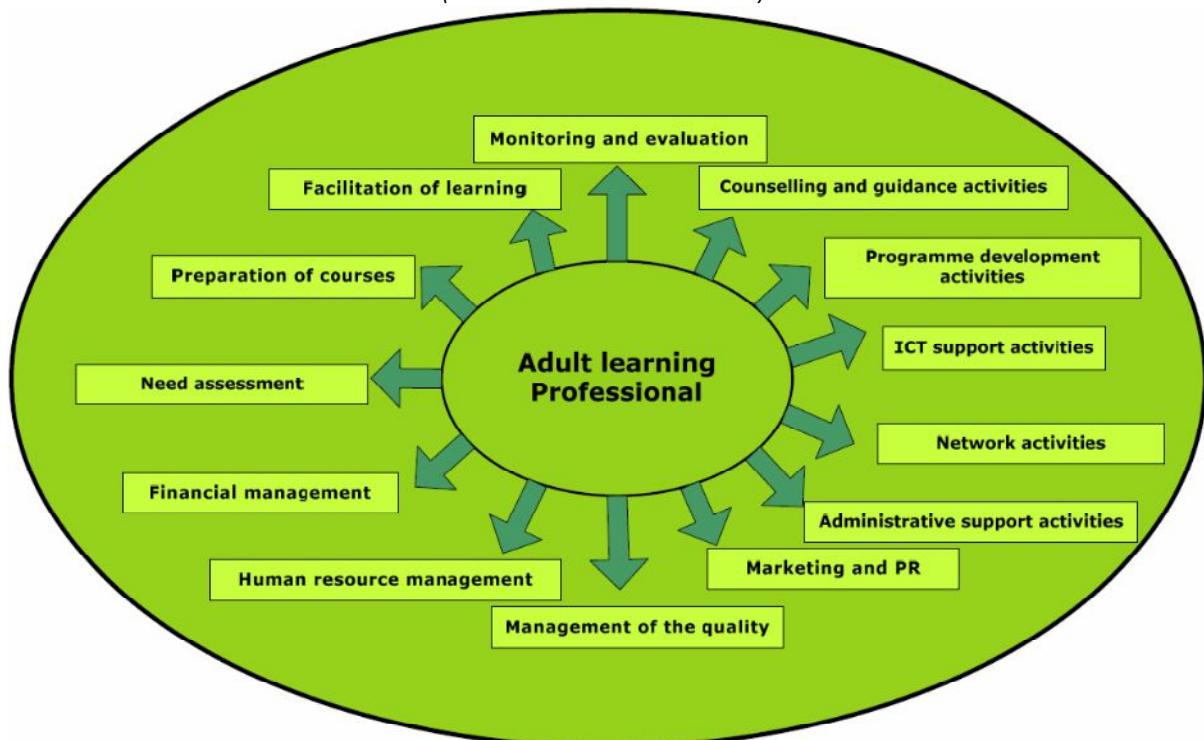 Monitoring and evaluation
Facilitation of learning
Counselling and guidance activities
Preparation of courses
Programme development
activities
ICT support activities
Adult learning
Professional
Need assessment
Network activities
Financial management
Administrative support activities
Marketing and PR
Human resource management
Management of the quality